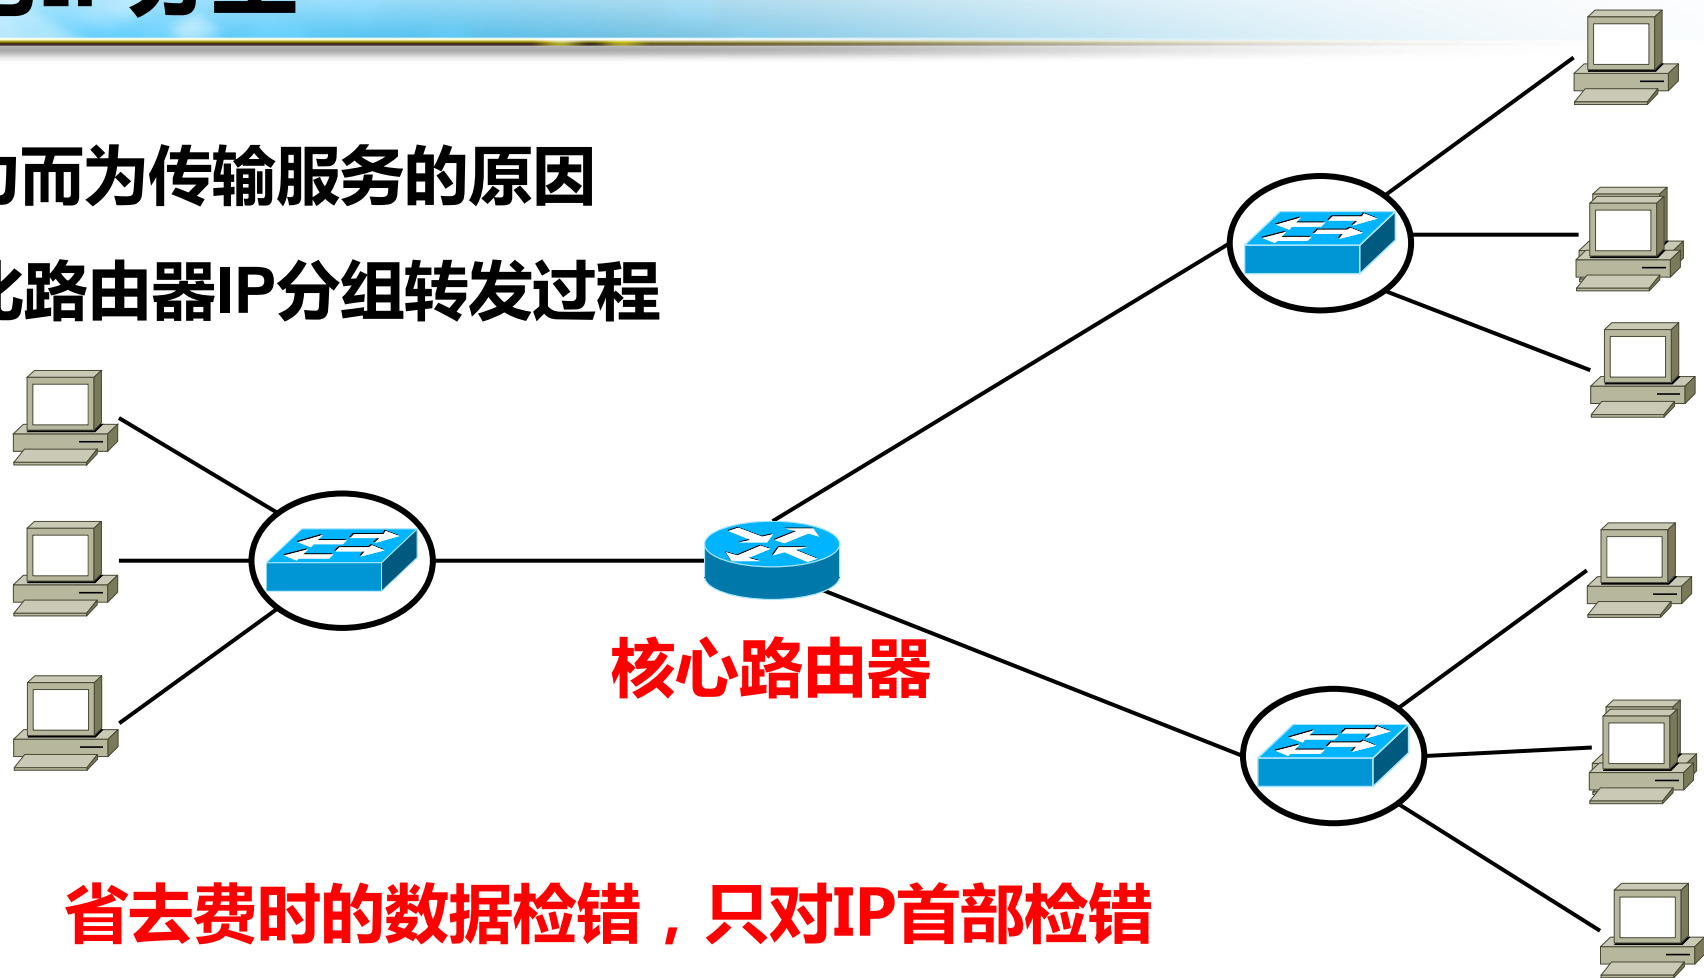 而为传输服务的原因
路由器IP分组转发过程
核心路由器
省去费时的数据检错，只对IP首部检错